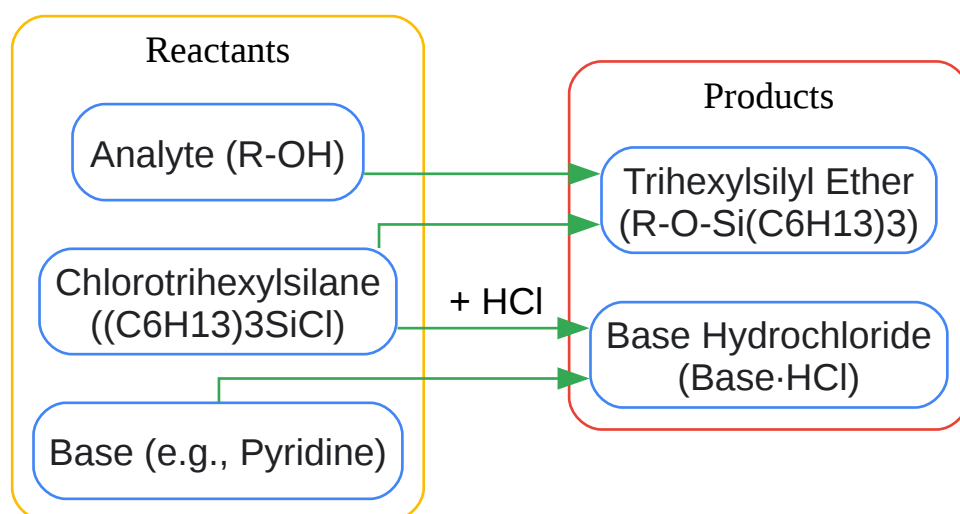 Reactants
Analyte (R-OH)
Chlorotrihexylsilane
((C6H13)3SiCl)
Base (e.g., Pyridine)
+ HCl
Products
Trihexylsilyl Ether
(R-O-Si(C6H13)3)
Base Hydrochloride
(Base·HCl)